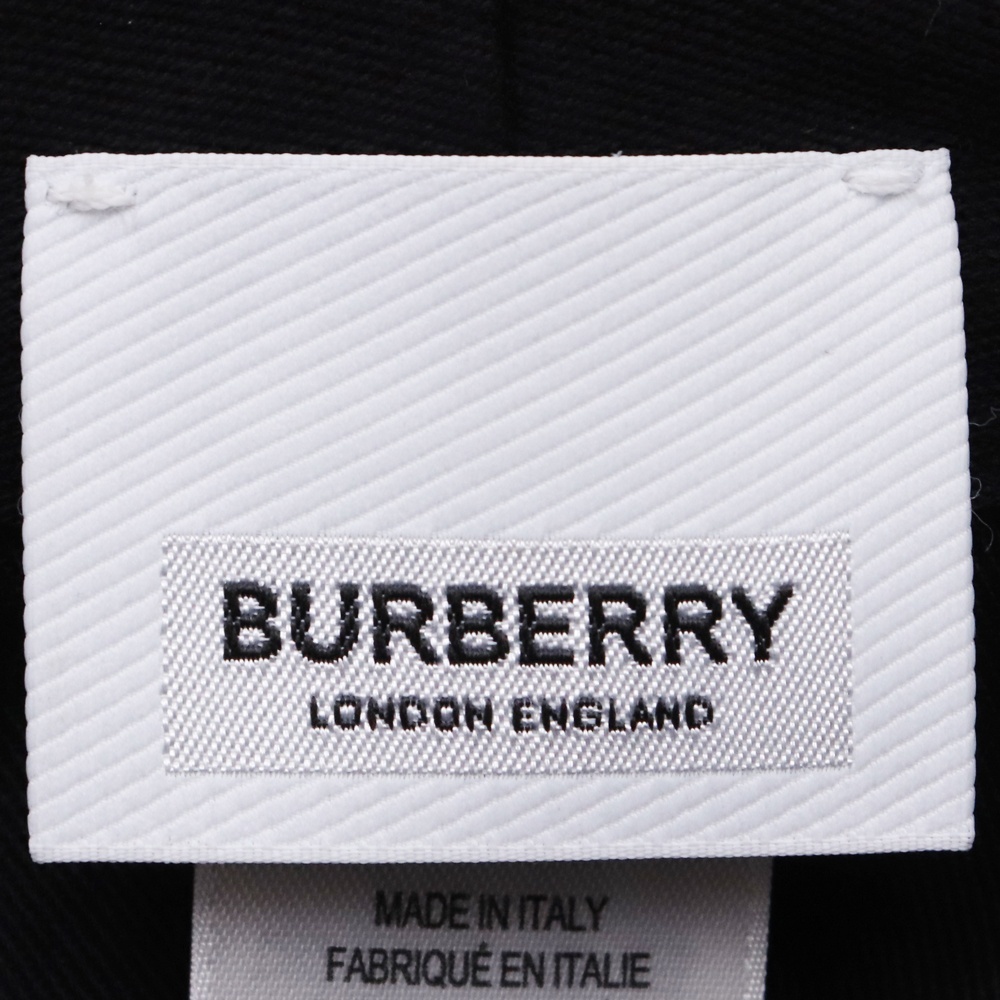 BURBERRY
LONDON ENGLAND
MADE IN ITALY
FABRIQUÉ EN ITALIE